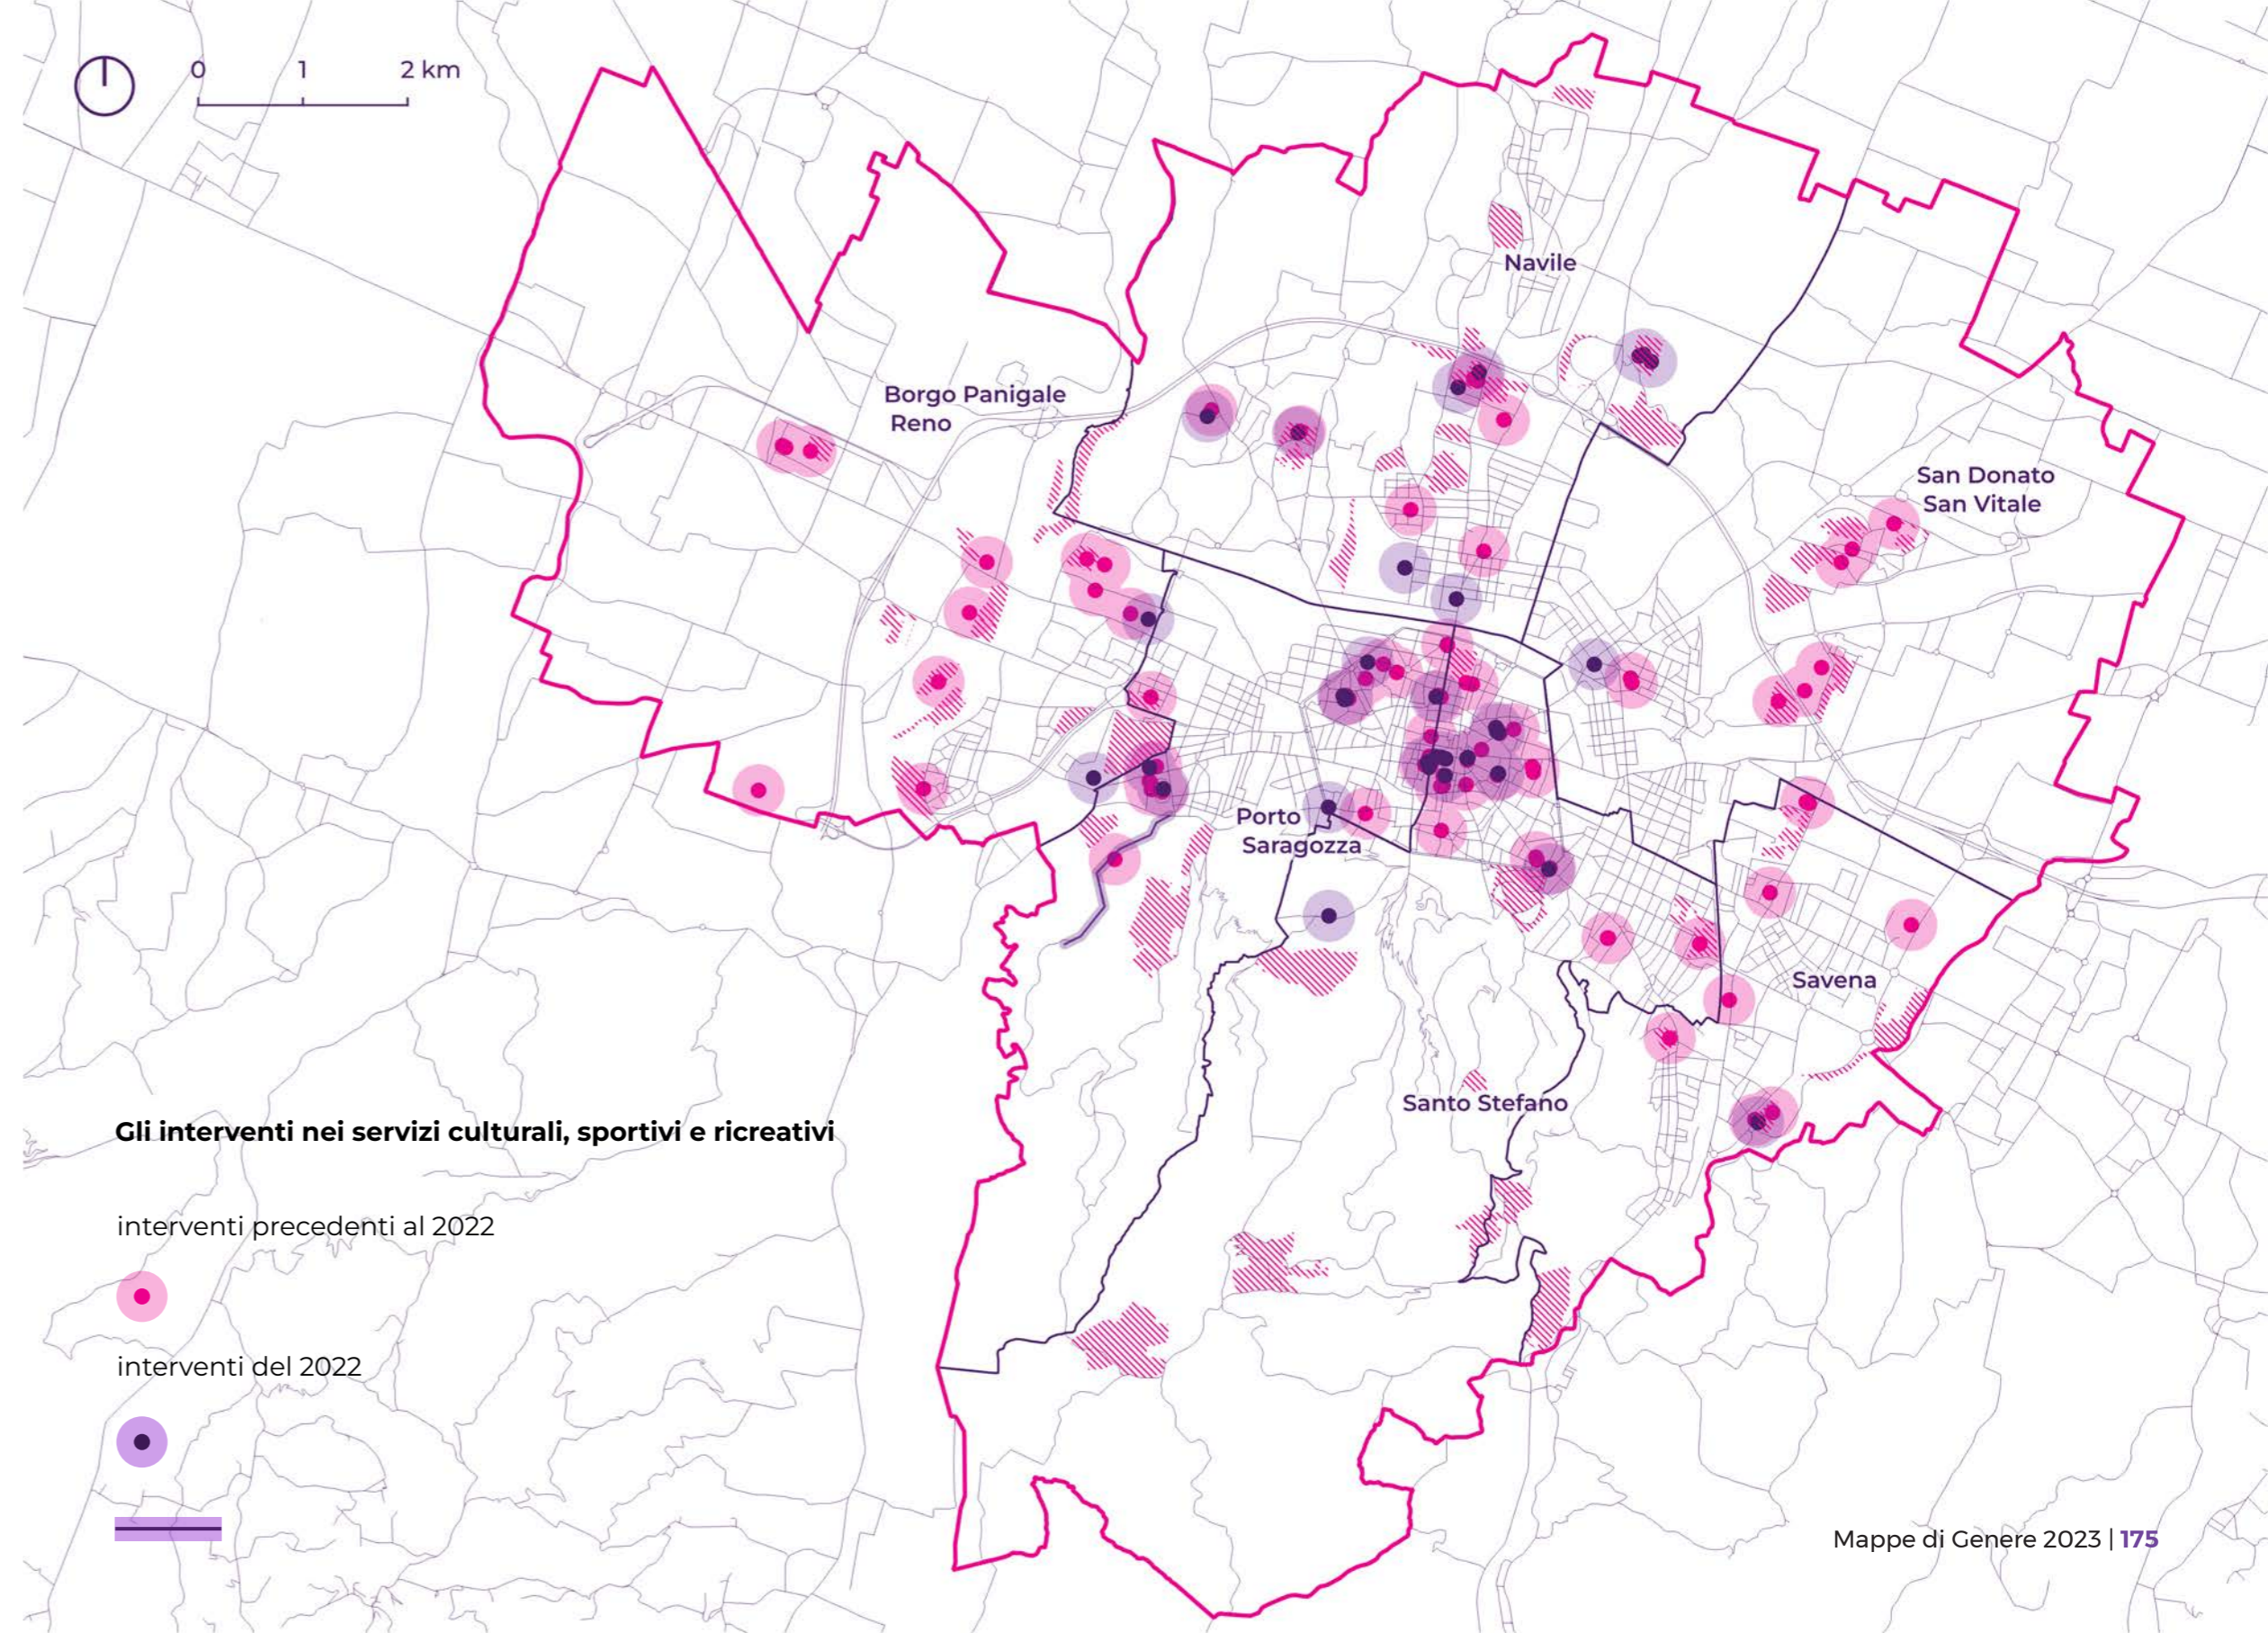 0 1 2 km
Navile
Borgo Panigale
Reno
San Donato
San Vitale
Porto
Saragozza
Savena
Santo Stefano
Gli interventi nei servizi culturali, sportivi e ricreativi
interventi precedenti al 2022
interventi del 2022
Mappe di Genere 2023 | 175